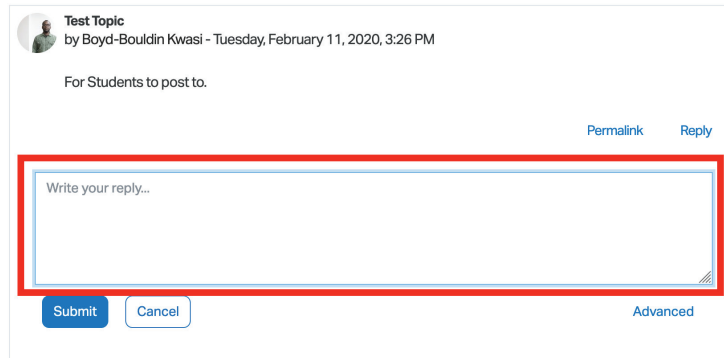 Test Topic
by Boyd-Bouldin Kwasi - Tuesday, February 11, 2020, 3:26 PM
For Students to post to.
Permalink Reply
Write your reply...
Submit Cancel Advanced